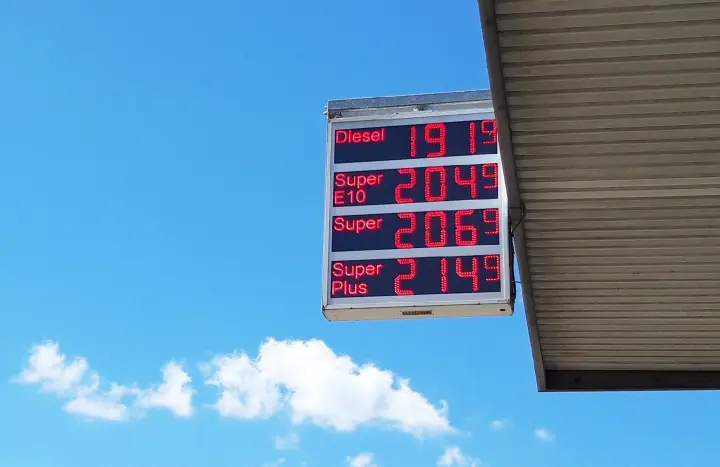 Diesel 1919
Super E10 2049
Super 2069
Super Plus 2149